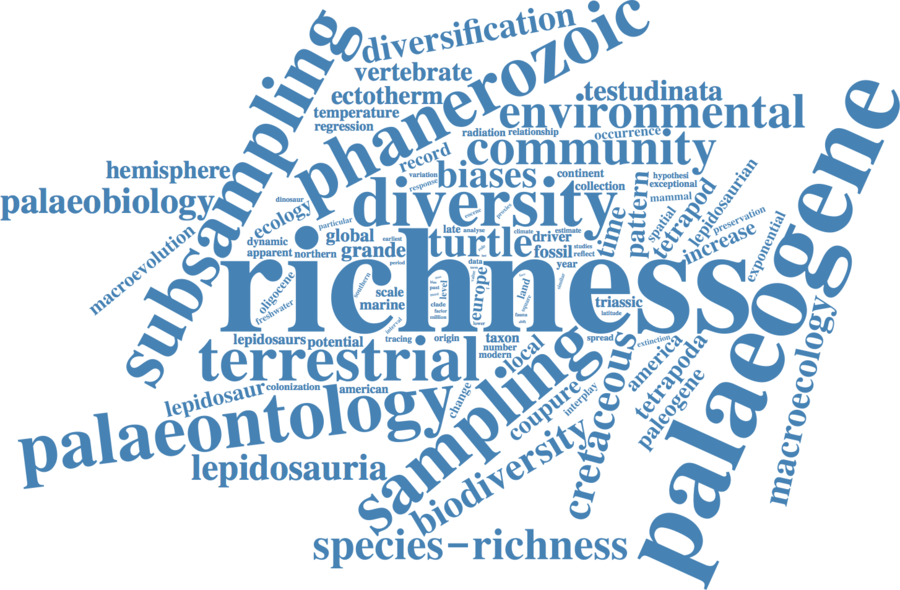 subsampling
diversification
phanerozoic
vertebrate
ectotherm
temperature
regression
testudinata
environmental
radiation
relationship
occurrence
community
record
hemisphere
palaeobiology
macroevolution
variation
response
biases
continent
collection
hypothesi
exceptional
mammal
pattern
dinosaur
ecology
particular
diversity
time
spatial
tetrapod
lepidosaurian
preservation
increase
exponential
palaeogene
dynamic
global
earliest
late
analyse
climate
estimate
apparent
northern
grande
turtle
driver
fossil
studies
reflect
year
period
data
richness
oligocene
freshwater
southern
scale
marine
interval
past
level
clade
factor
million
europe
land
square
similar
triassic
latitude
fauna
lower
lepidosaurs
potential
tracing
origin
taxon
number
modern
local
spread
extinction
terrestrial
sampling
america
tetrapoda
paleogene
macroecology
lepidosaur
colonization
american
change
coupure
interplay
cretaceous
palaeontology
biodiversity
lepidosauria
species-richness